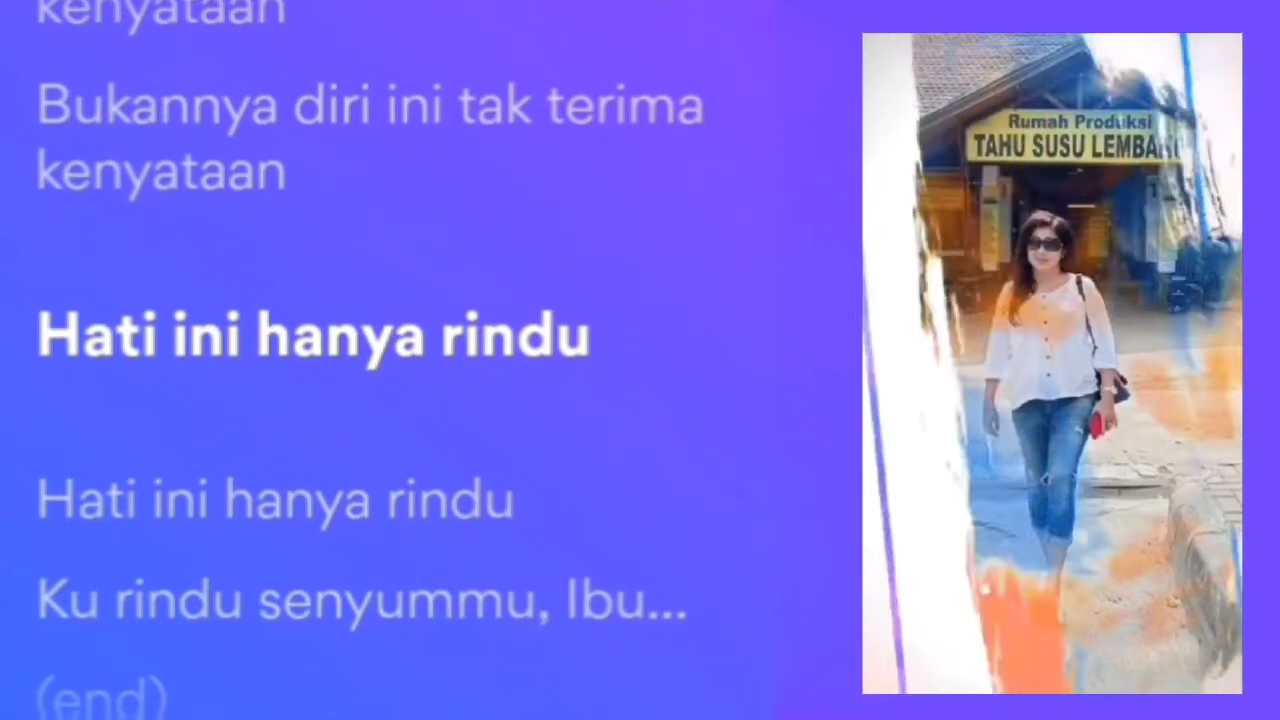 kenyataan
Bukannya diri ini tak terima
kenyataan
Hati ini hanya rindu
Hati ini hanya rindu
Ku rindu senyummu, Ibu...
(end)
Rumah Produksi
TAHU SUSU